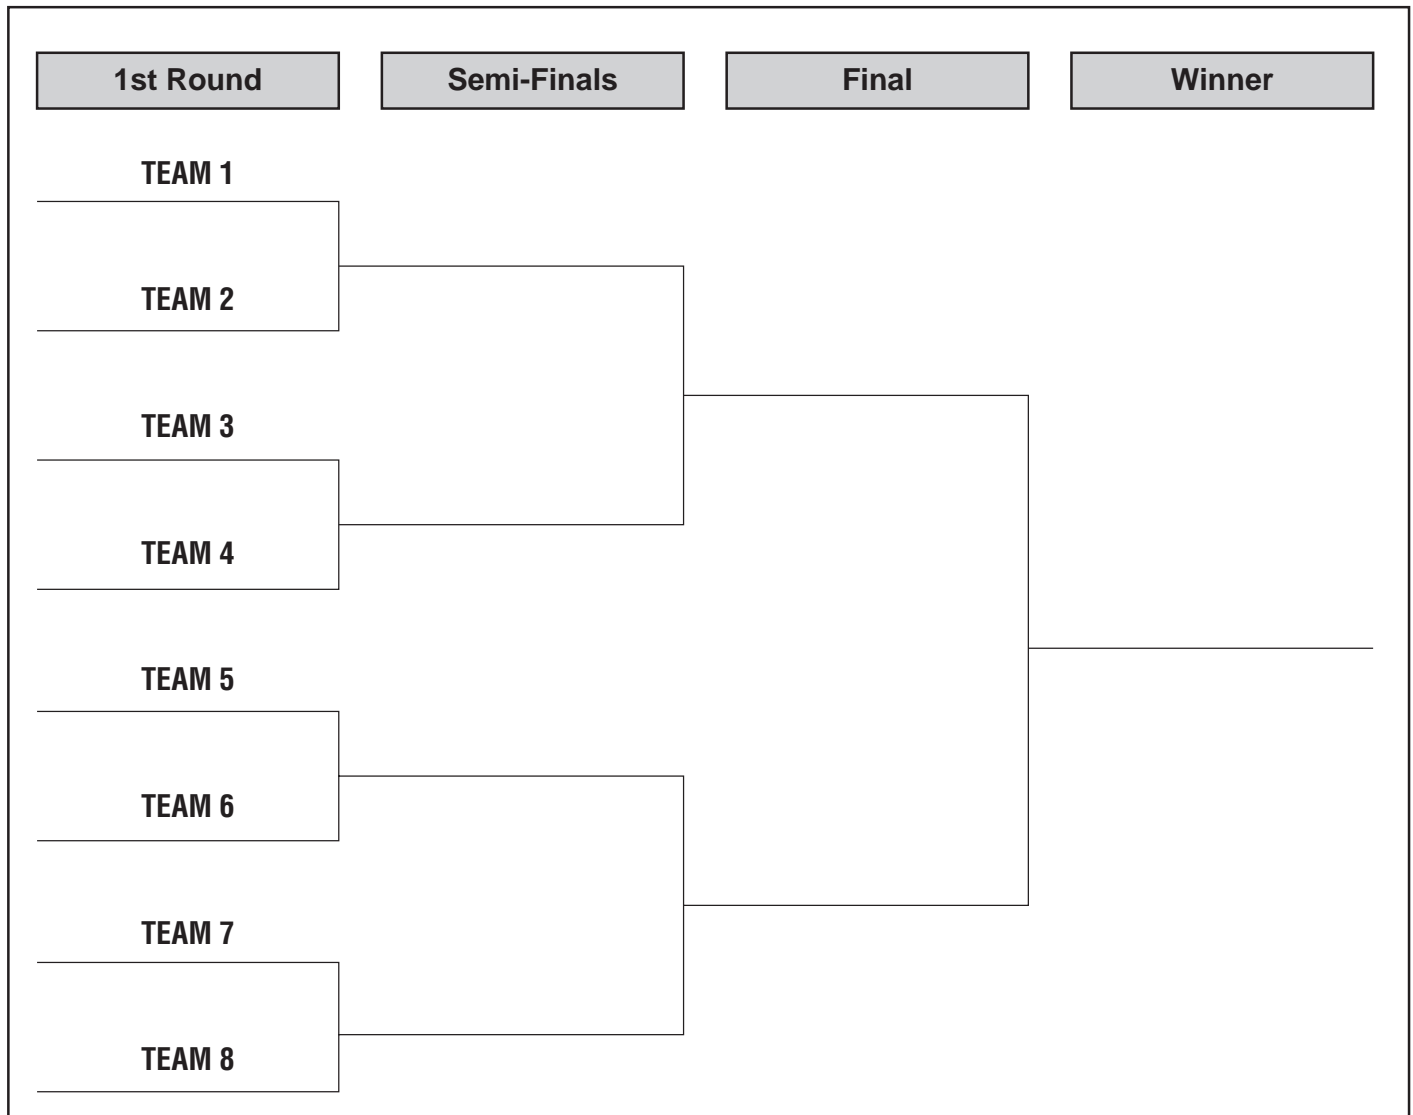 1st Round
Semi-Finals
Final
Winner
TEAM 1
TEAM 2
TEAM 3
TEAM 4
TEAM 5
TEAM 6
TEAM 7
TEAM 8